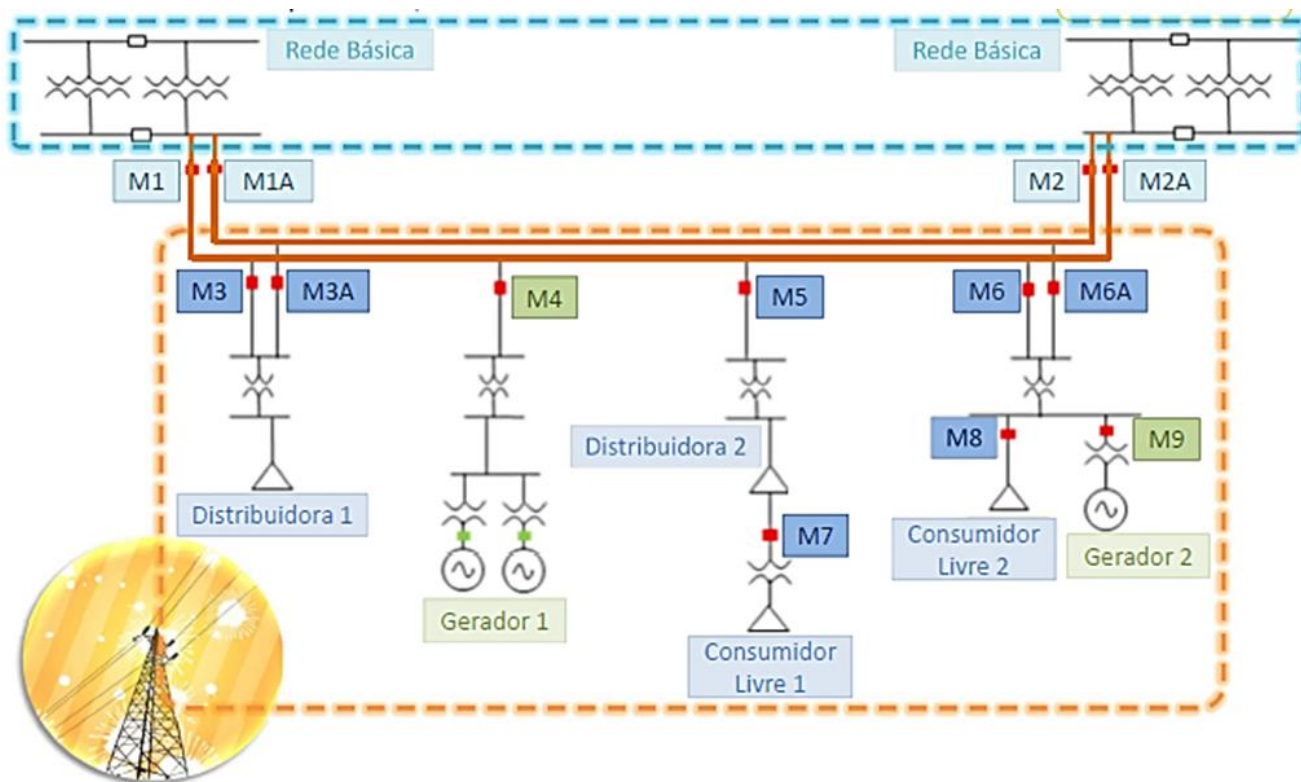 Rede Básica
Rede Básica
M1
M1A
M2
M2A
M3
M3A
M4
M5
M6
M6A
Distribuidora 2
M8
M9
Distribuidora 1
M7
Consumidor
Livre 2
Gerador 2
Gerador 1
Consumidor
Livre 1